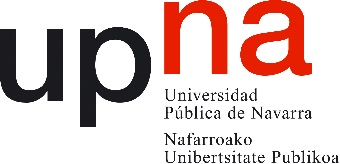 upna
Universidad
Pública de Navarra
Nafarroako
Unibertsitate Publikoa